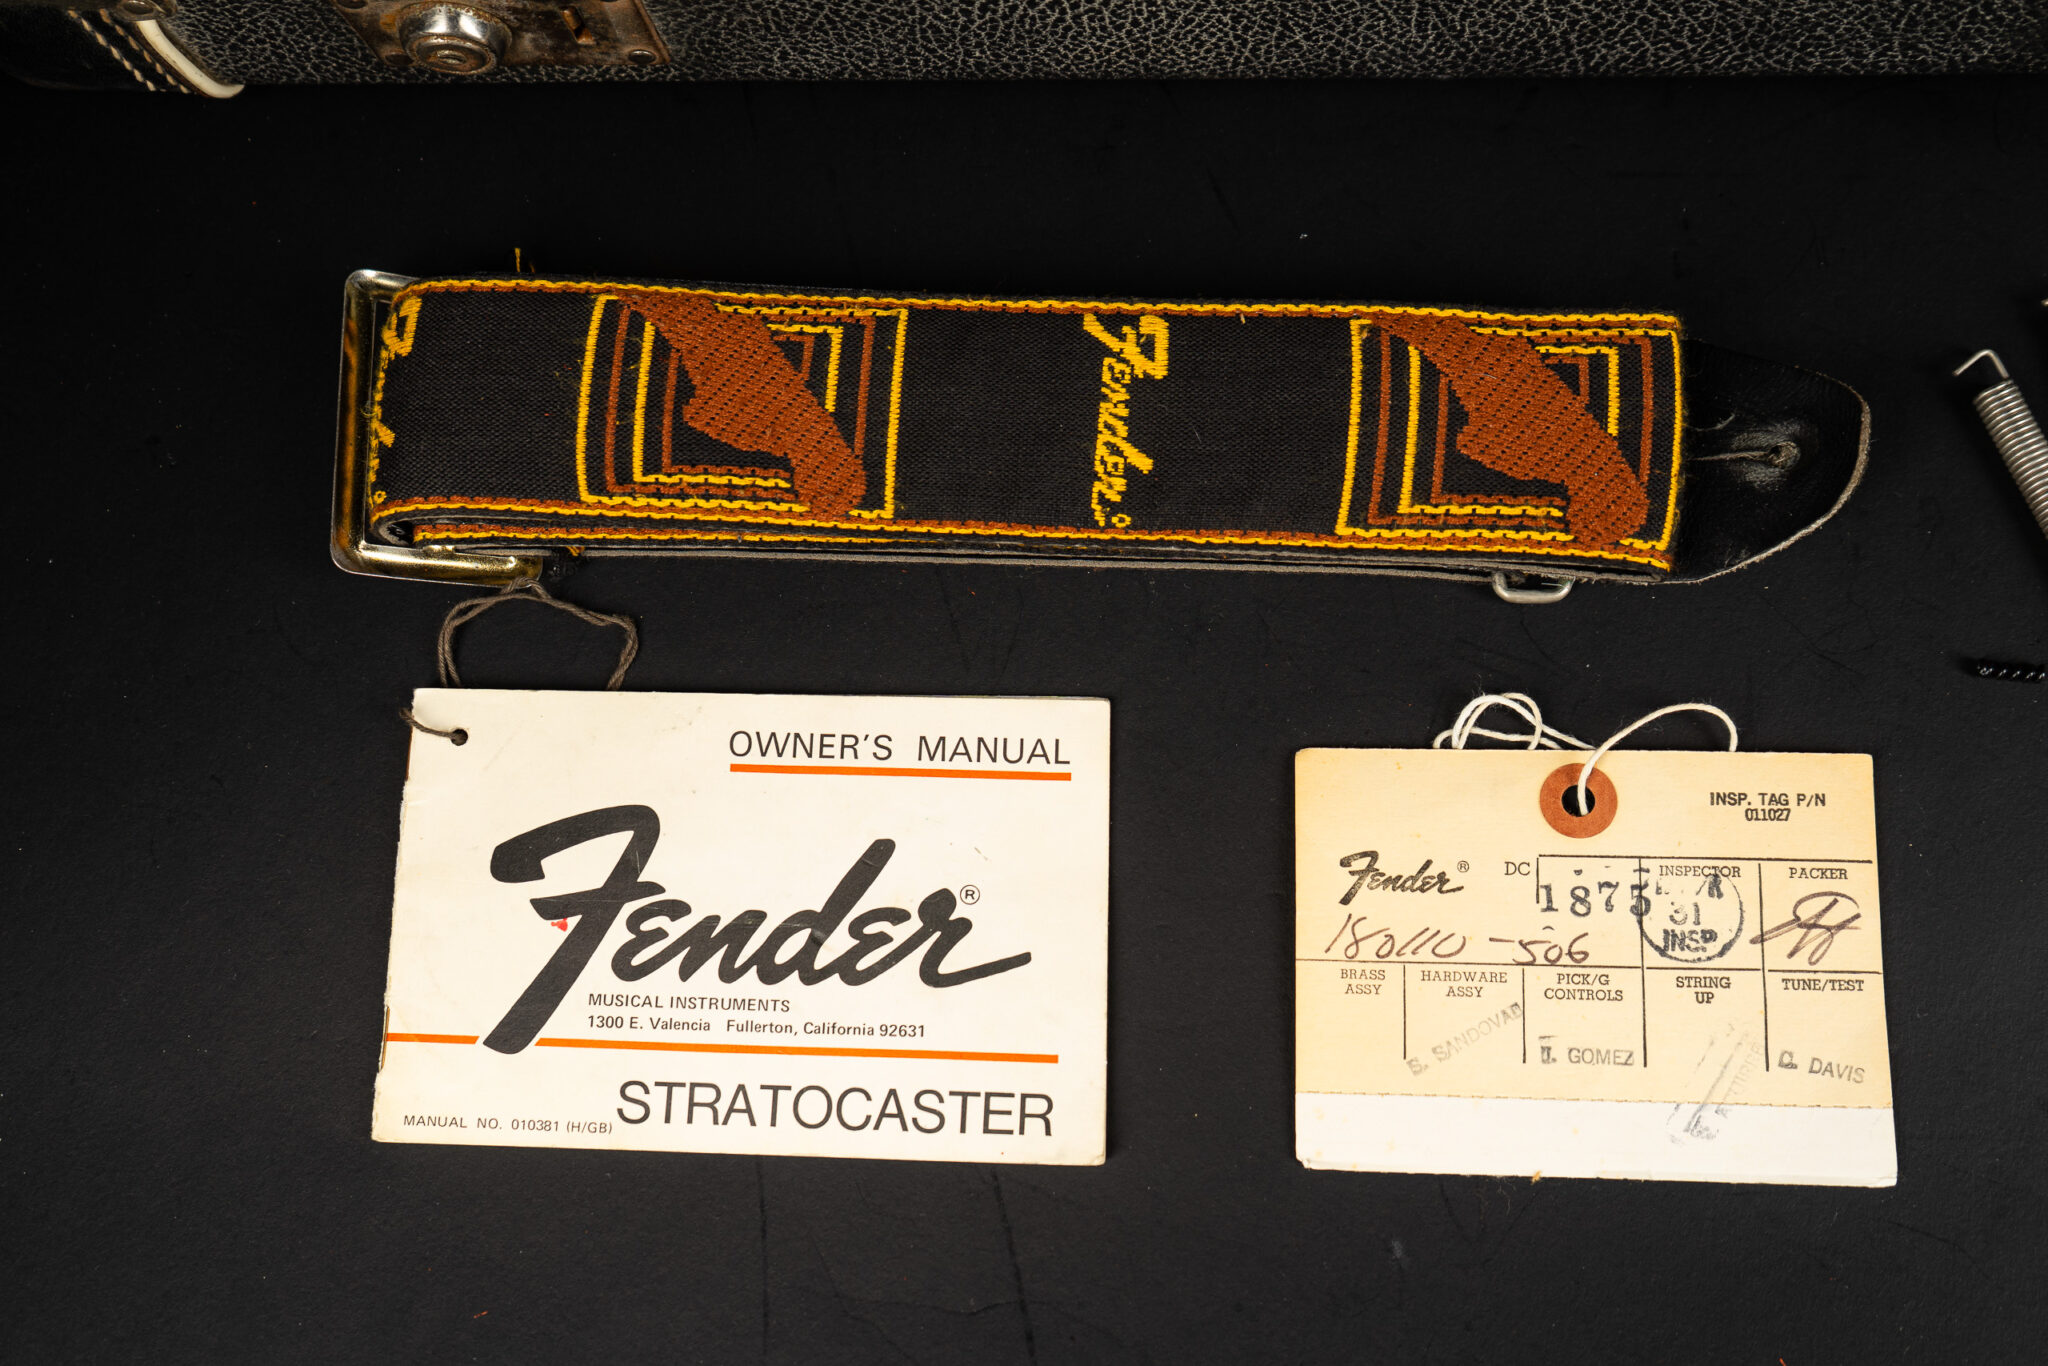 Fender.
OWNER'S MANUAL
Fender®
MUSICAL INSTRUMENTS
1300 E. Valencia Fullerton, California 92631
MANUAL NO. 010381 (H/GB)
STRATOCASTER
INSP. TAG P/N
011027
Fender® DC
1875
INSPECTOR
31
INSP
PACKER
180110-506
BRASS ASSY
HARDWARE ASSY
PICK/G CONTROLS
STRING UP
TUNE/TEST
S. SANDOVAL
GOMEZ
DAVIS